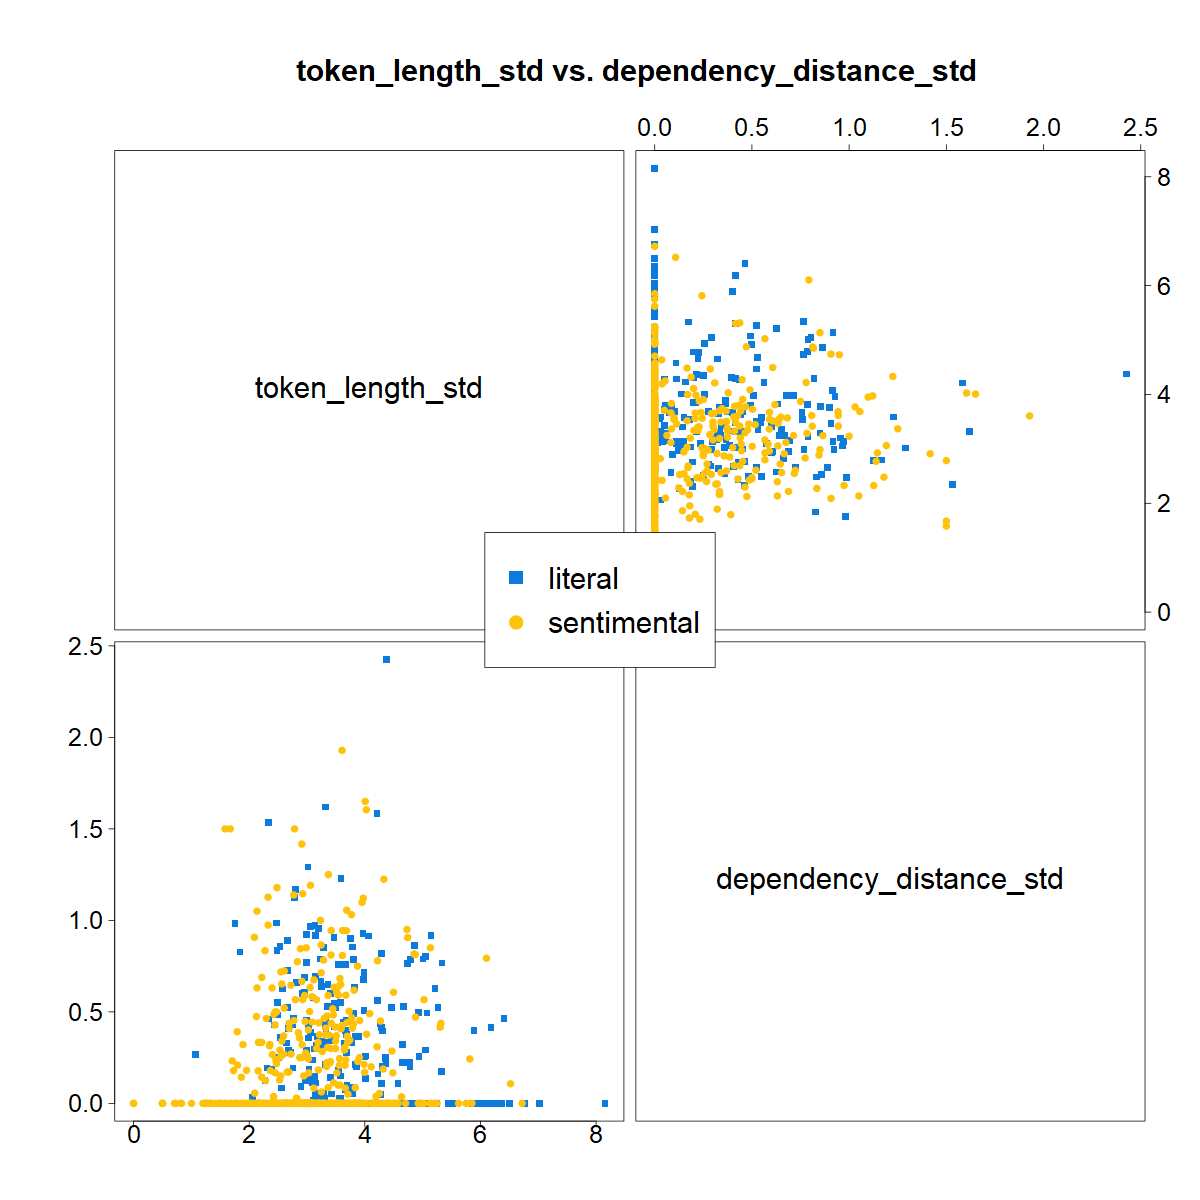 token_length_std vs. dependency_distance_std
0.0 0.5 1.0 1.5 2.0 2.5
token_length_std
8
6
4
2
0
literal
sentimental
2.5
2.0
1.5
1.0
0.5
0.0
dependency_distance_std
0 2 4 6 8